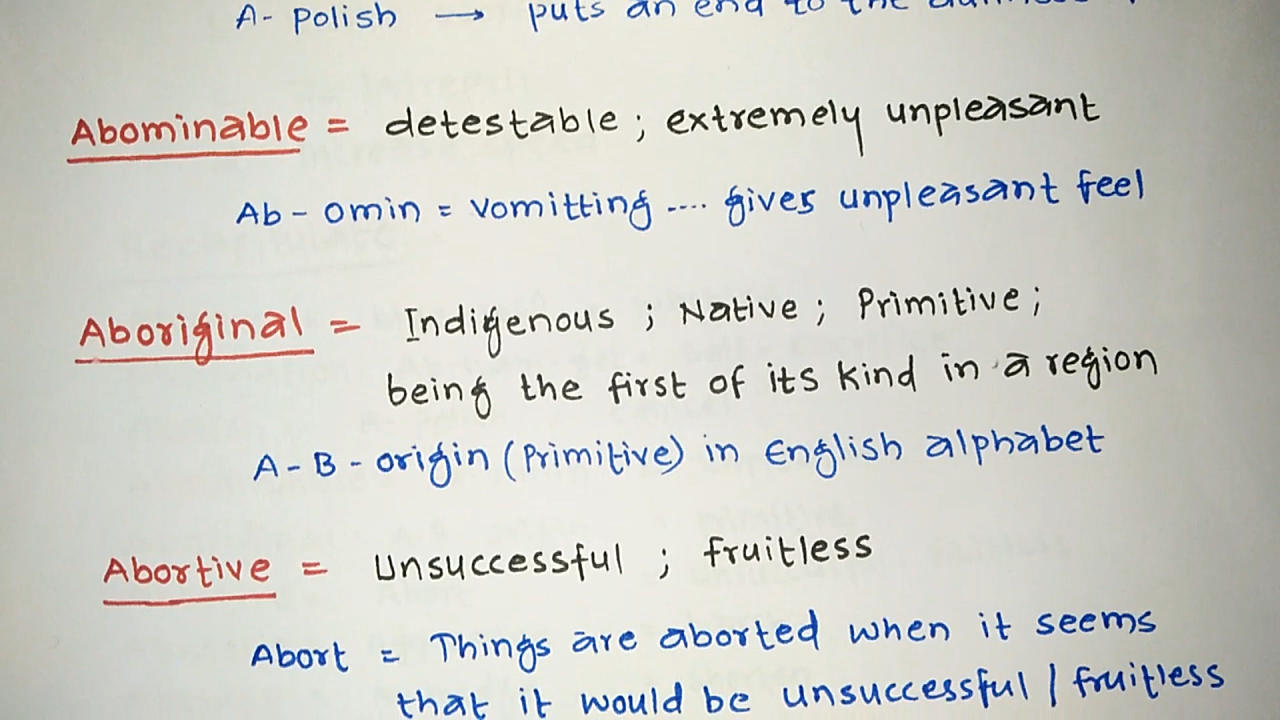 A- Polish → puts an end to the
Abominable = detestable ; extremely unpleasant
Ab - omin = vomitting .... gives unpleasant feel
Aboriginal = Indigenous ; Native ; Primitive ;
being the first of its kind in a region
A - B - origin (Primitive) in English alphabet
Abortive = Unsuccessful ; fruitless
Abort = Things are aborted when it seems
that it would be unsuccessful / fruitless